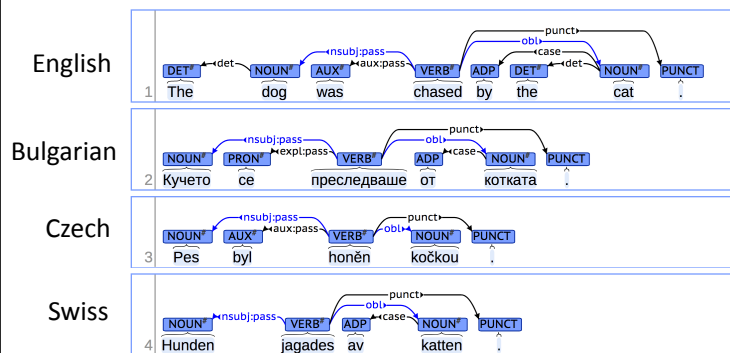 English
punct
obl
nsubj:pass case
det aux:pass det
DET# NOUN# AUX# VERB# ADP DET# NOUN# PUNCT
1 The dog was chased by the cat .
Bulgarian
punct
nsubj:pass obl
expl:pass case
NOUN# PRON# VERB# ADP NOUN# PUNCT
2 Кучето се преследваше от котката .
Czech
nsubj:pass punct
aux:pass obl
NOUN# AUX# VERB# NOUN# PUNCT
3 Pes byl honěn kočkou .
Swiss
punct
obl
nsubj:pass case
NOUN# VERB# ADP NOUN# PUNCT
4 Hunden jagades av katten .